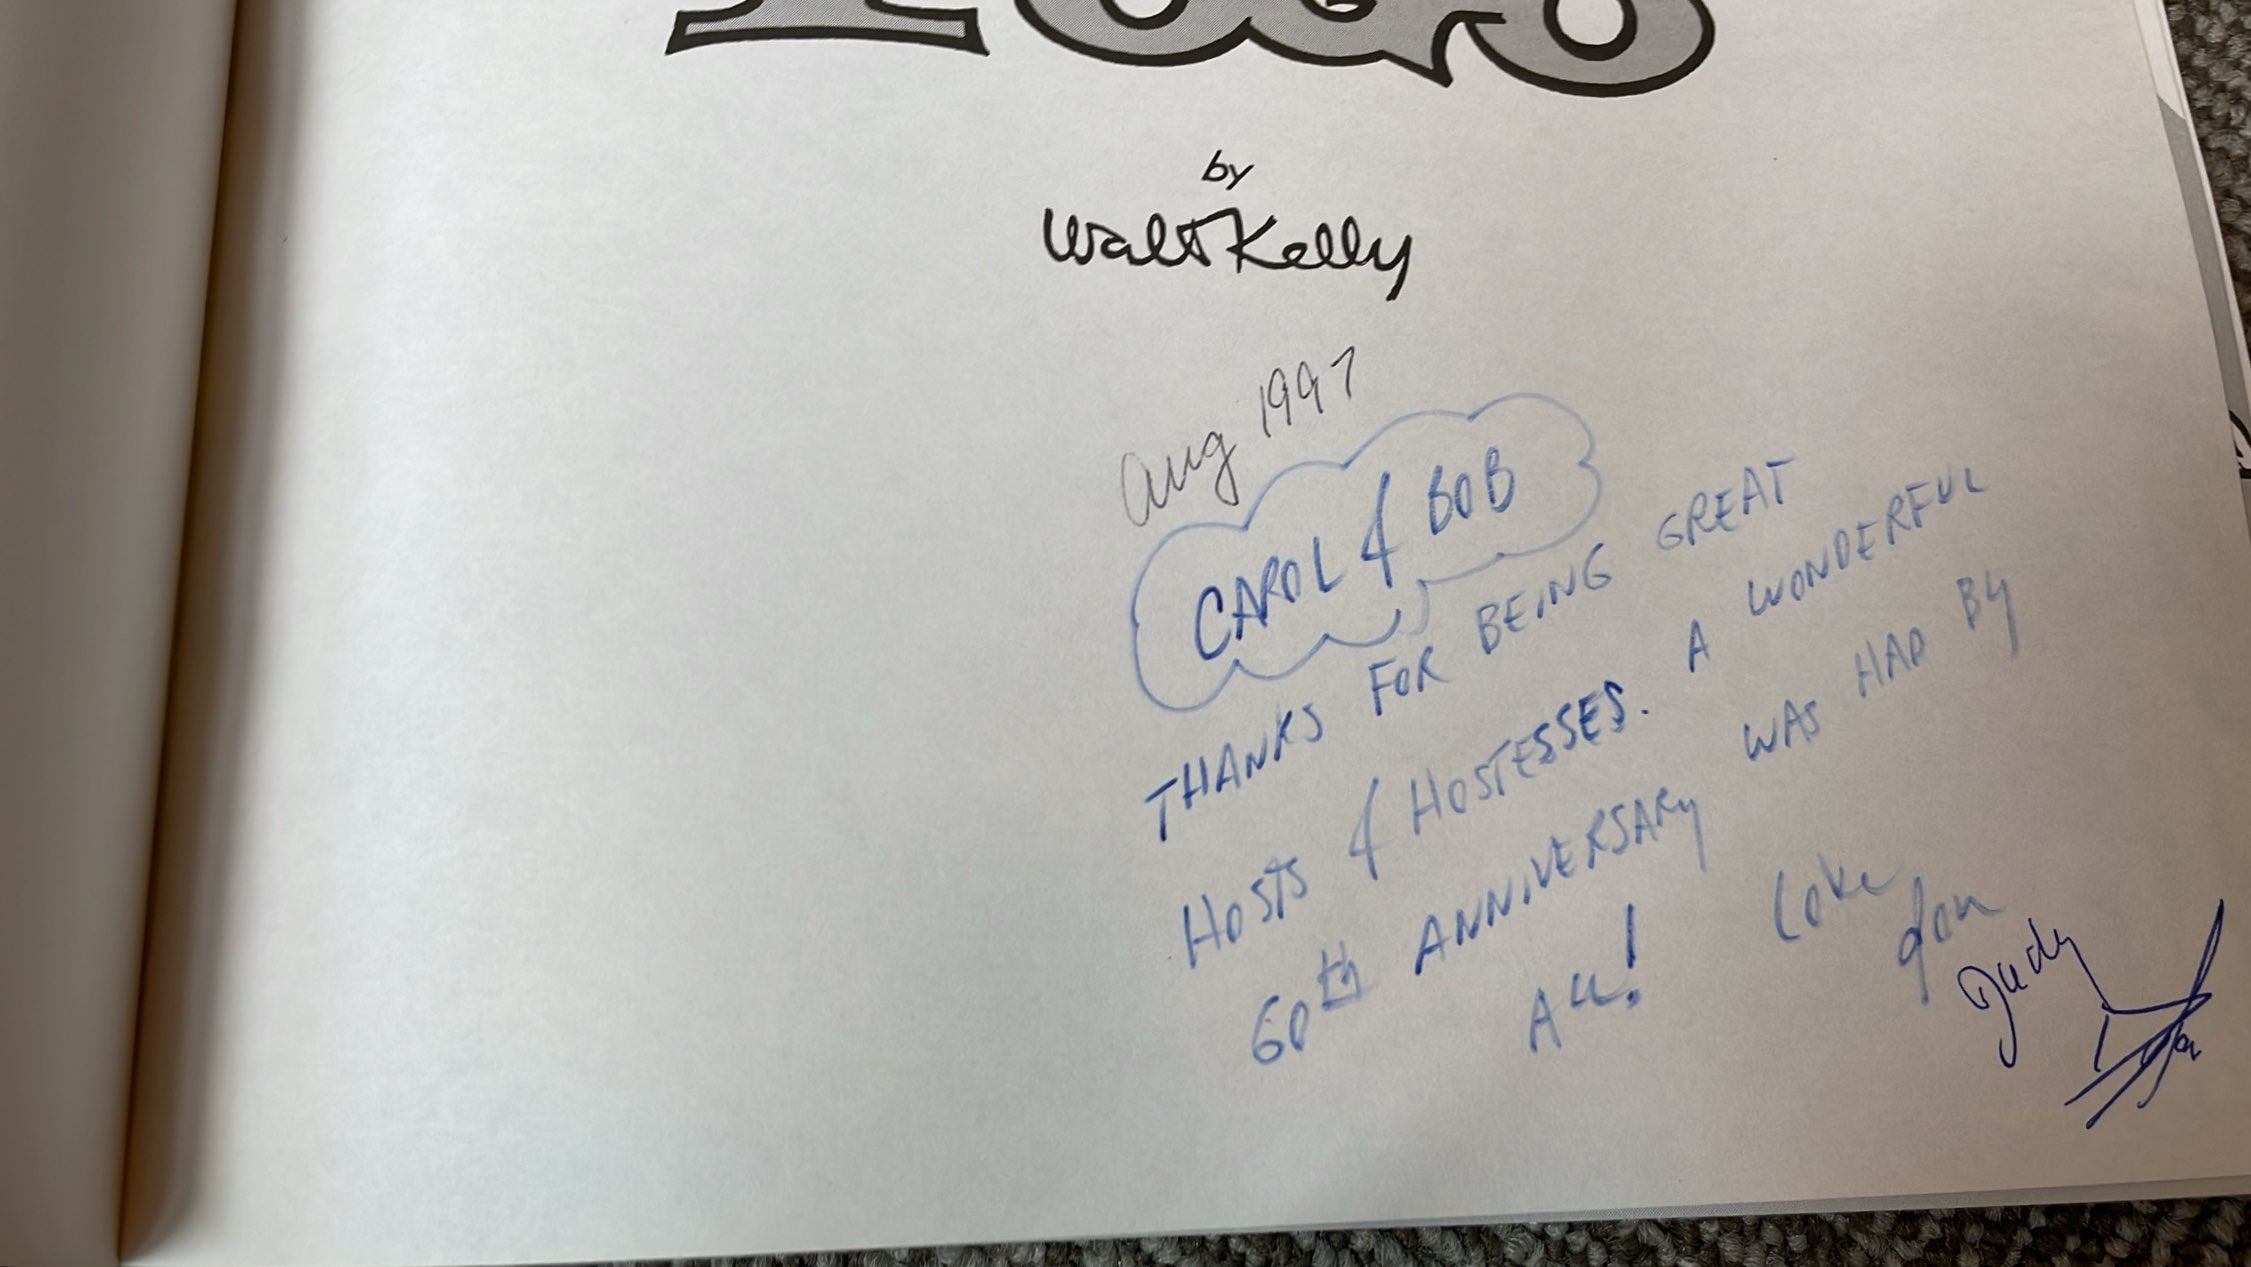 by
Walt Kelly
Aug 1997
CAROL & BOB
THANKS FOR BEING GREAT
HOSTS & HOSTESSES. A WONDERFUL
60th ANNIVERSARY WAS HAD BY
ALL!
Love
Judy